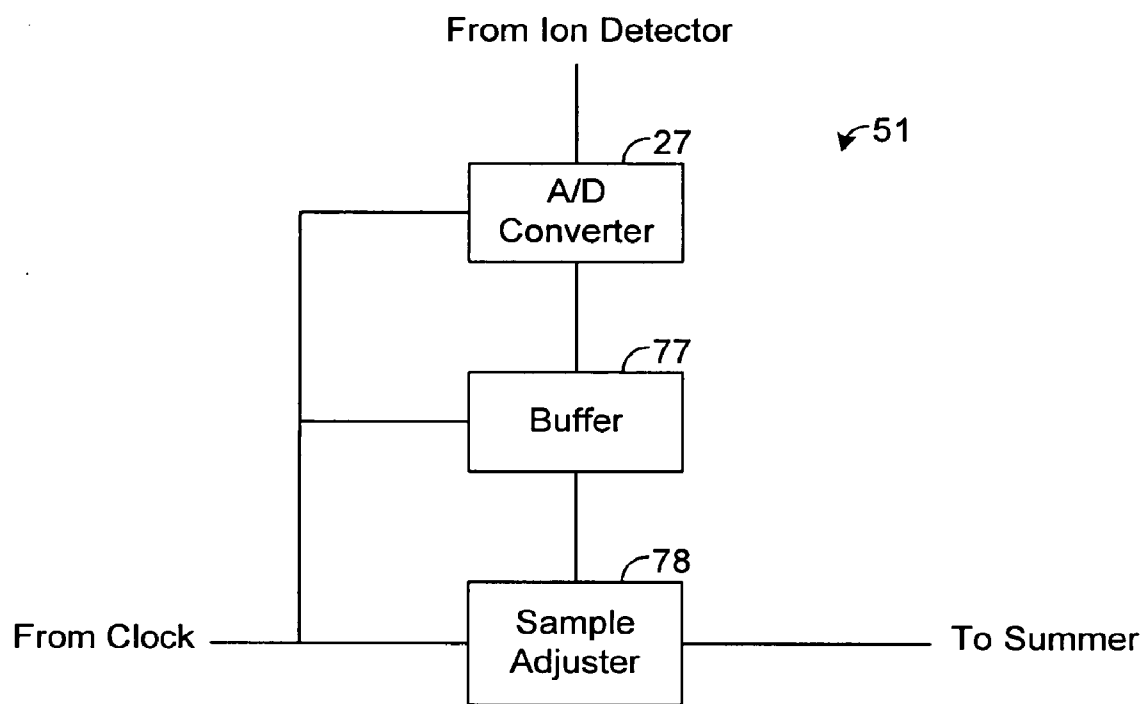 From Ion Detector
51
27
A/D
Converter
77
Buffer
78
From Clock
Sample
Adjuster
To Summer